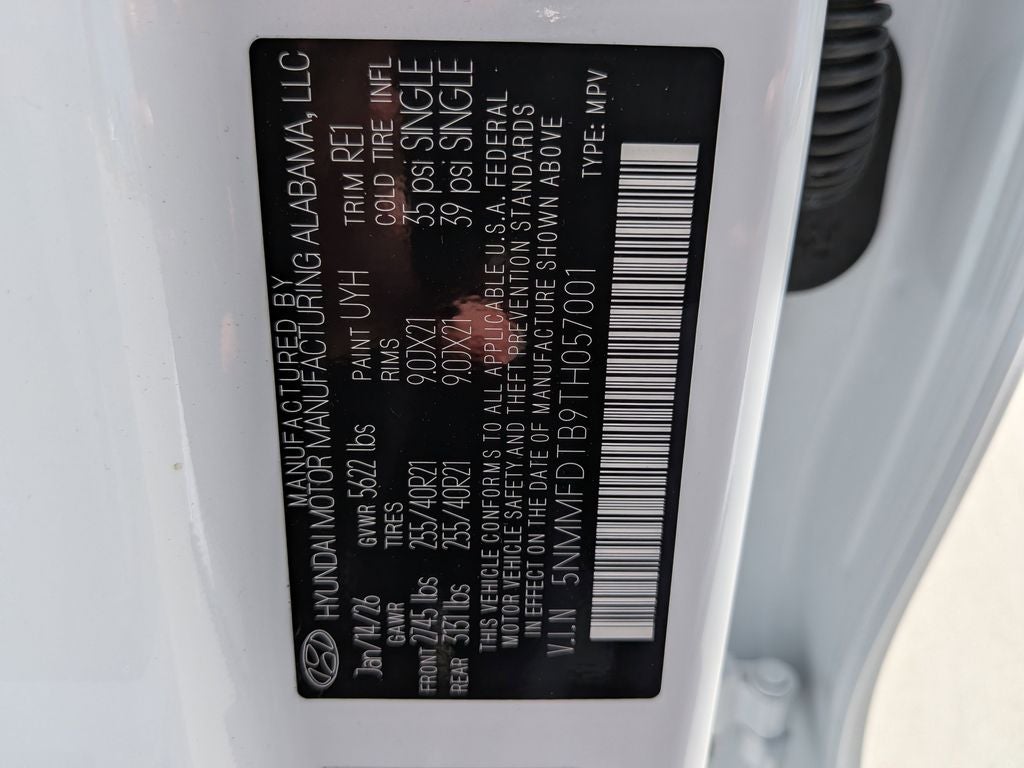 MANUFACTURED BY
HYUNDAI MOTOR MANUFACTURING ALABAMA, LLC
Jan/14/26 GWVR 5622 lbs PAINT UYH TRIM RE1
GAWR TIRES RIMS COLD TIRE INFL
FRONT 2745 lbs 255/40R21 9.0JX21 35 psi SINGLE
REAR 3351 lbs 255/40R21 9.0JX21 39 psi SINGLE
THIS VEHICLE CONFORMS TO ALL APPLICABLE U.S.A. FEDERAL
MOTOR VEHICLE SAFETY AND THEFT PREVENTION STANDARDS
IN EFFECT ON THE DATE OF MANUFACTURE SHOWN ABOVE
V.I.N 5NMMFDTB9TH057001 TYPE: MPV